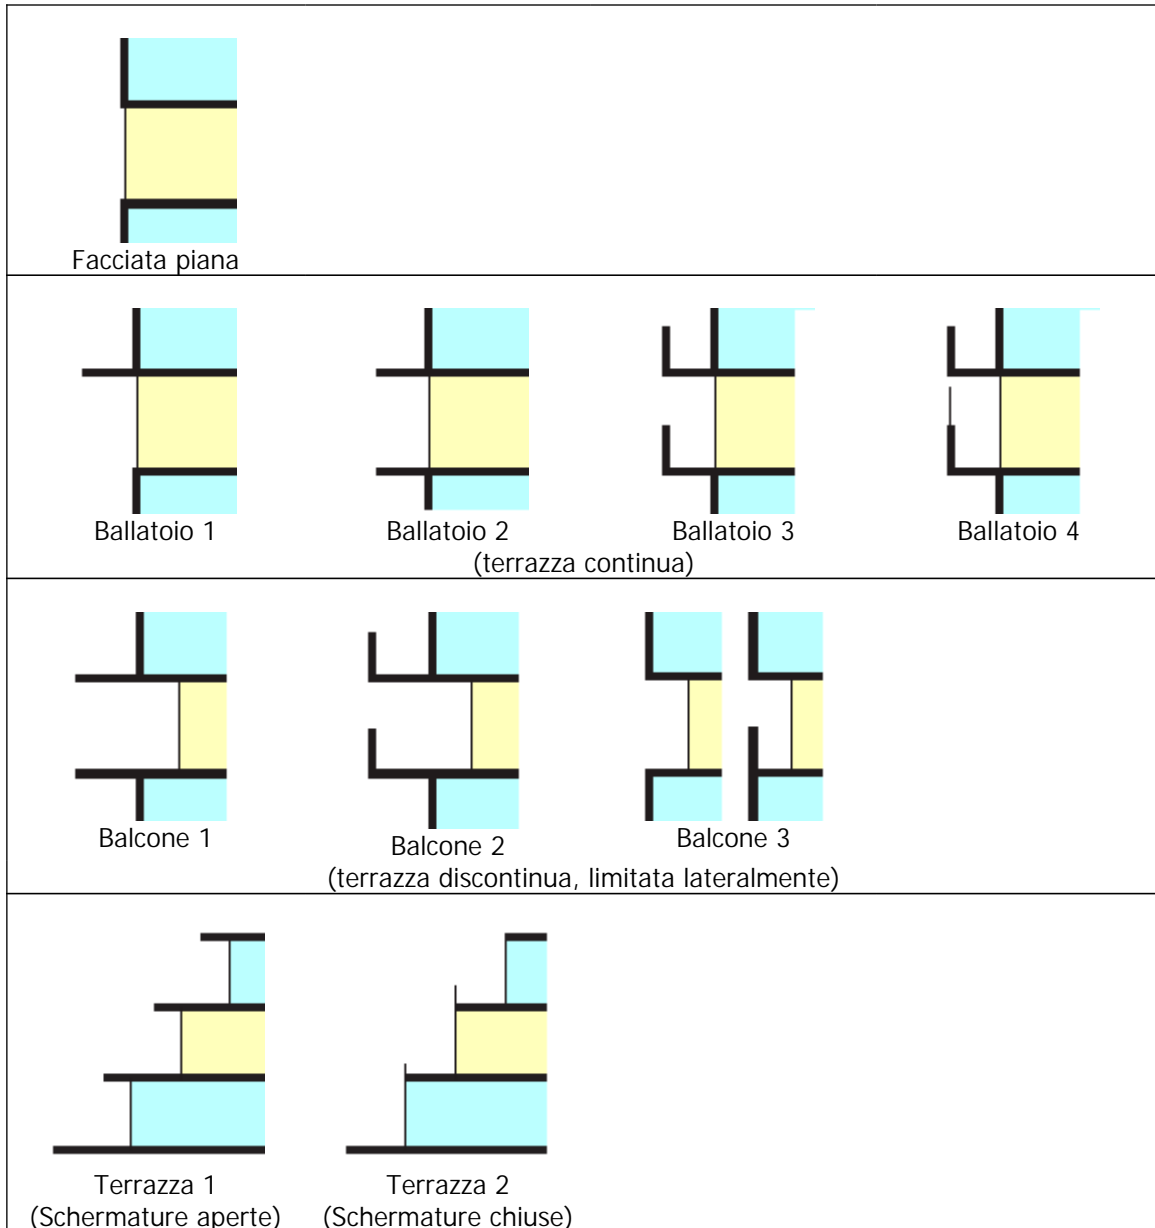 Facciata piana
Ballatoio 1
Ballatoio 2
Ballatoio 3
Ballatoio 4
(terrazza continua)
Balcone 1
Balcone 2
Balcone 3
(terrazza discontinua, limitata lateralmente)
Terrazza 1
(Schermature aperte)
Terrazza 2
(Schermature chiuse)